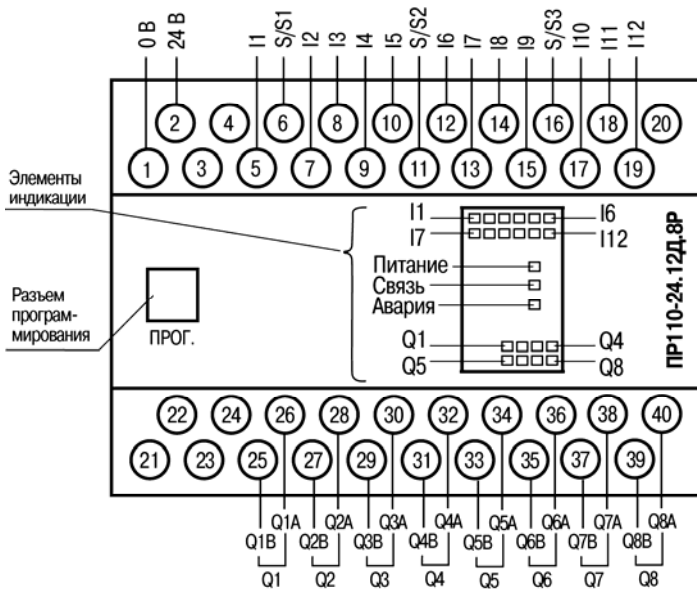 0 В
24 В
I1
S/S1
I2
I3
I4
I5
S/S2
I6
I7
I8
I9
S/S3
I10
I11
I12
2 4 6 8 10 12 14 16 18 20
1 3 5 7 9 11 13 15 17 19
Элементы
индикации
I1 I6
I7 I12
Питание
Связь
Авария
Разъем
програм-
мирования
ПРОГ.
Q1 Q4
Q5 Q8
ПР110-24.12Д.8Р
22 24 26 28 30 32 34 36 38 40
21 23 25 27 29 31 33 35 37 39
Q1A Q2A Q3A Q4A Q5A Q6A Q7A Q8A
Q1B Q2B Q3B Q4B Q5B Q6B Q7B Q8B
Q1 Q2 Q3 Q4 Q5 Q6 Q7 Q8